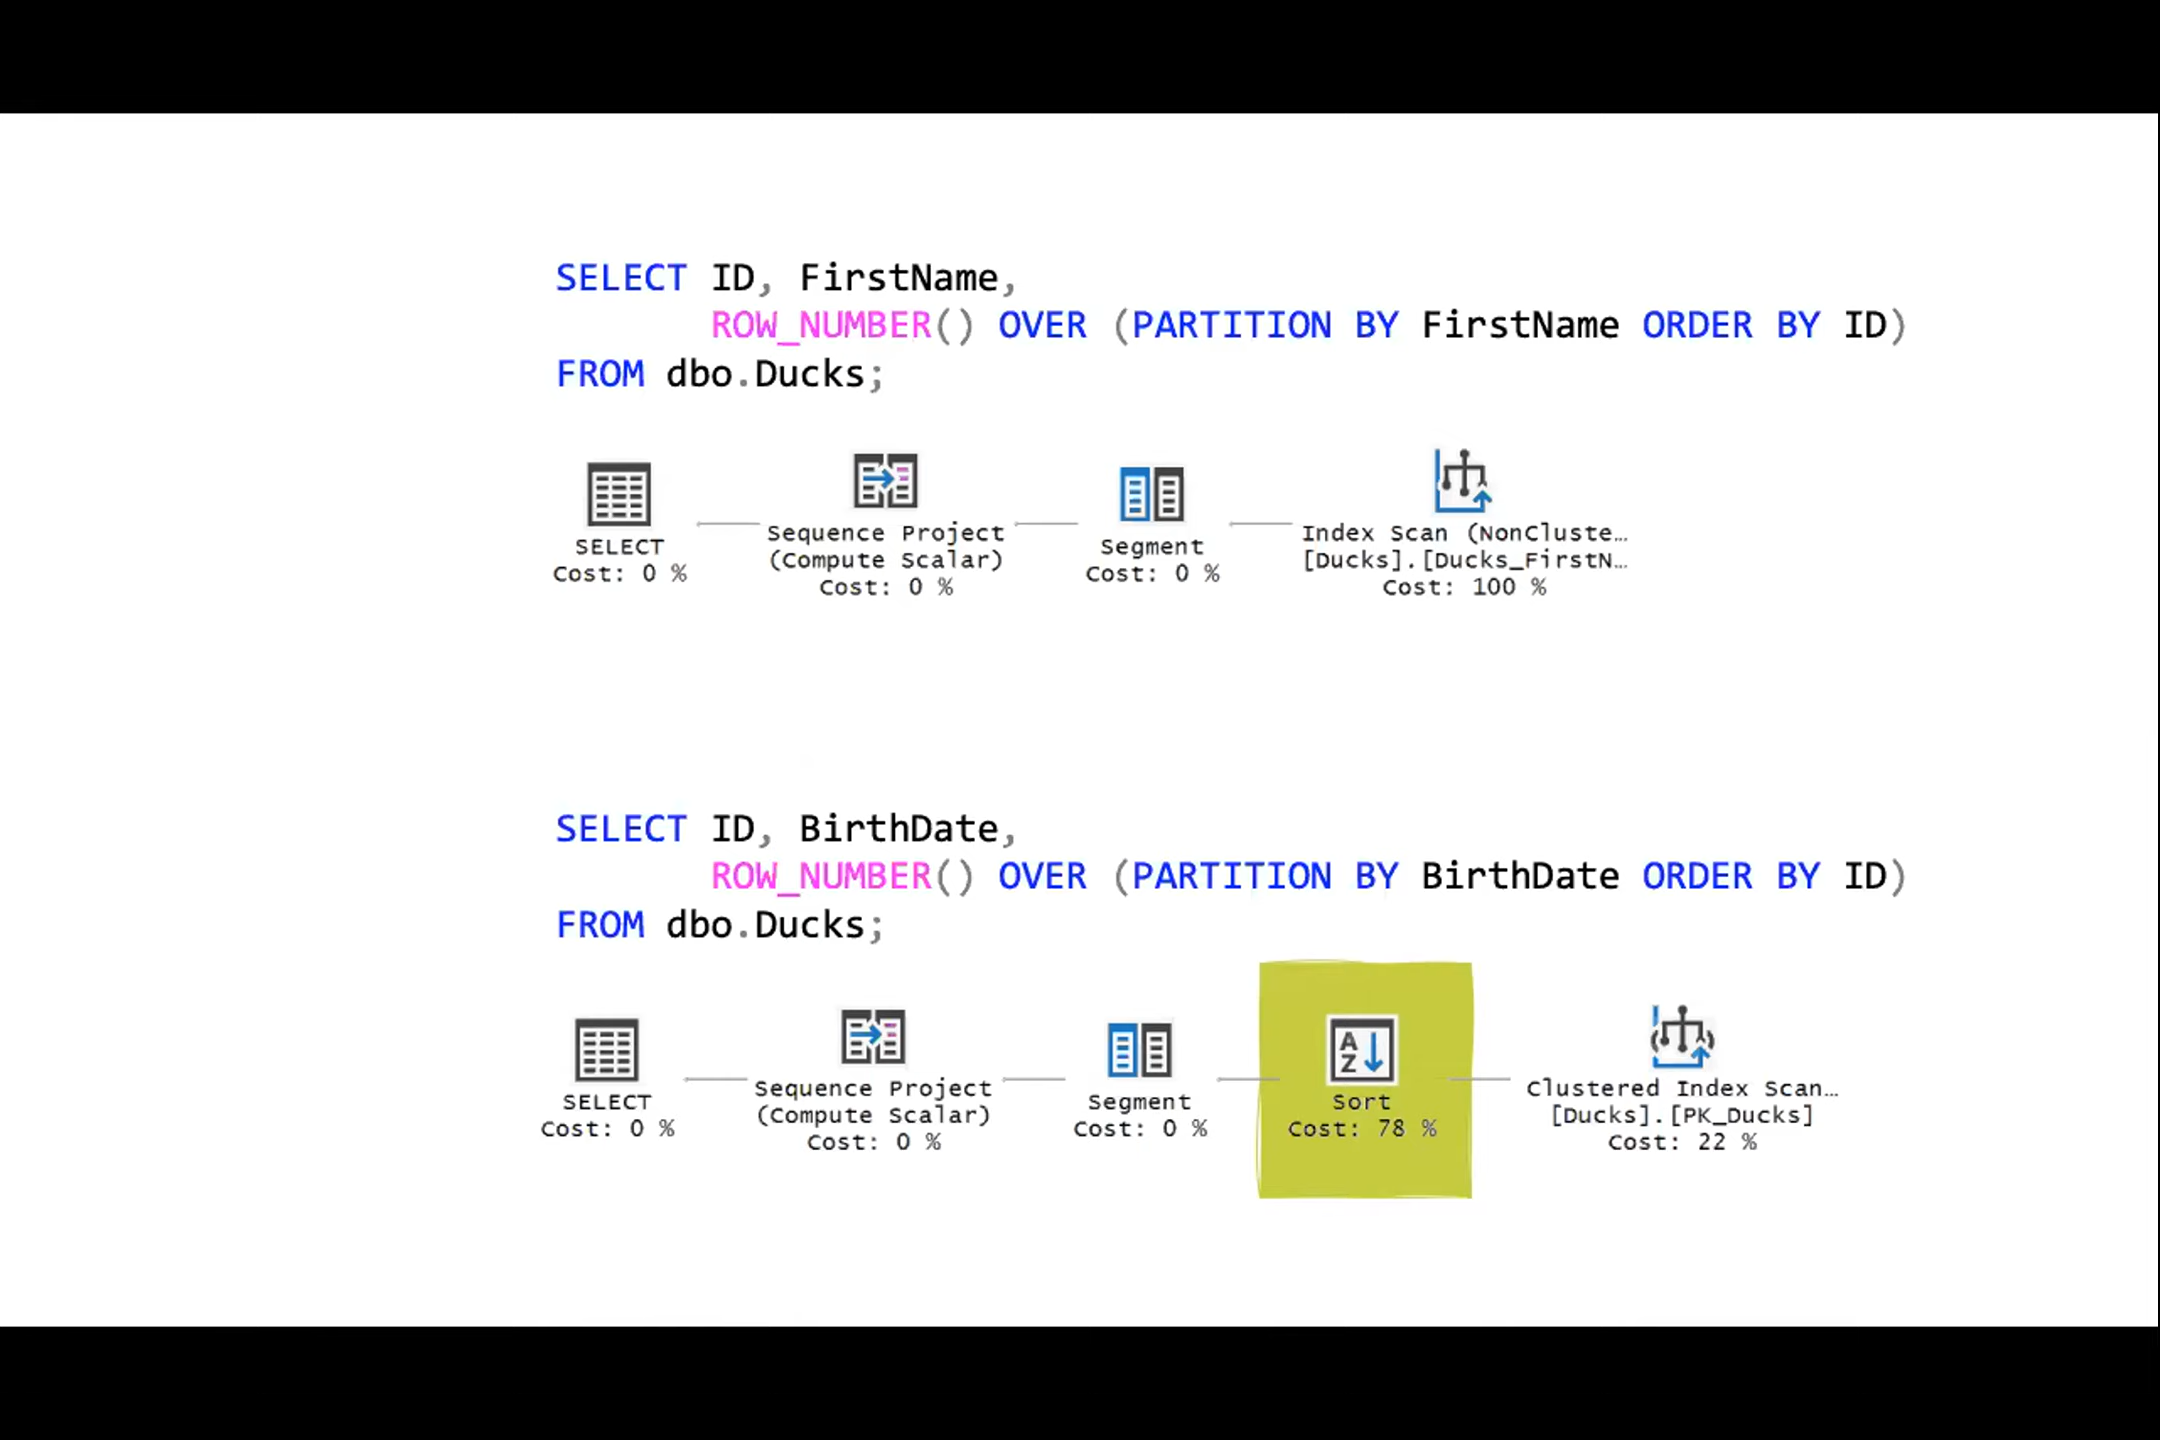 SELECT ID, FirstName,
ROW_NUMBER() OVER (PARTITION BY FirstName ORDER BY ID)
FROM dbo.Ducks;
SELECT
Cost: 0 %
Sequence Project
(Compute Scalar)
Cost: 0 %
Segment
Cost: 0 %
Index Scan (NonCluste…
[Ducks].[Ducks_FirstN…
Cost: 100 %
SELECT ID, BirthDate,
ROW_NUMBER() OVER (PARTITION BY BirthDate ORDER BY ID)
FROM dbo.Ducks;
SELECT
Cost: 0 %
Sequence Project
(Compute Scalar)
Cost: 0 %
Segment
Cost: 0 %
A
Z
Sort
Cost: 78 %
Clustered Index Scan…
[Ducks].[PK_Ducks]
Cost: 22 %